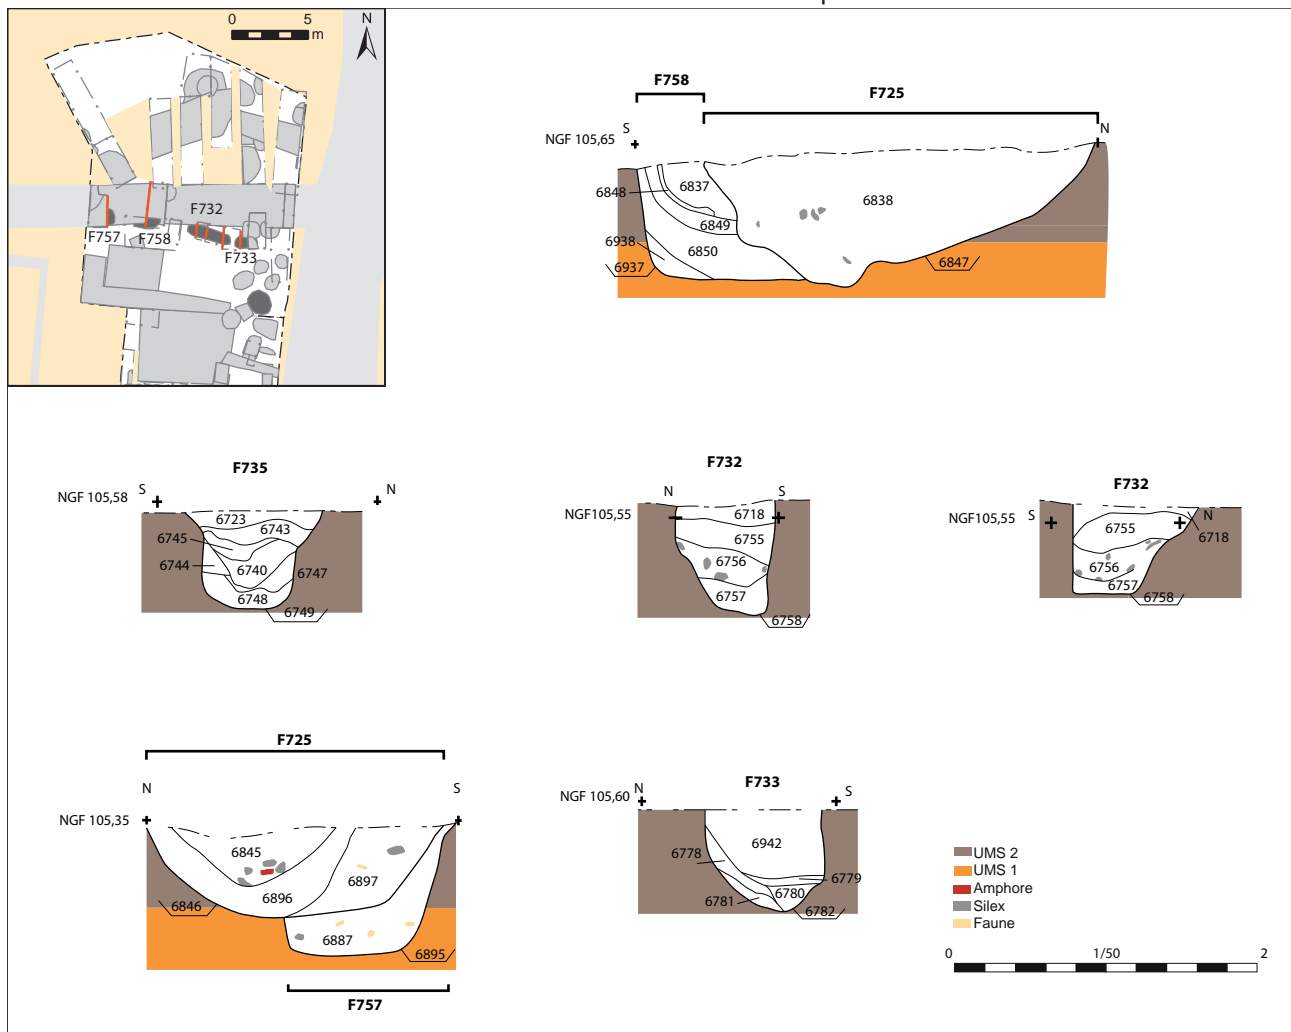 0 5
m
N
F732
F757
F758
F733
F758
F725
S
N
NGF 105,65
6848
6837
6838
6849
6938
6850
6937
6847
F735
S
N
NGF 105,58
6723
6743
6745
6744
6740
6747
6748
6749
F732
N
S
NGF105,55
6718
6755
6756
6757
6758
F732
NGF105,55
S
N
6755
6718
6756
6757
6758
F725
N
S
NGF 105,35
6845
6896
6897
6846
6887
6895
F757
F733
N
S
NGF 105,60
6942
6778
6779
6780
6781
6782
UMS 2
UMS 1
Amphore
Silex
Faune
0 1/50 2